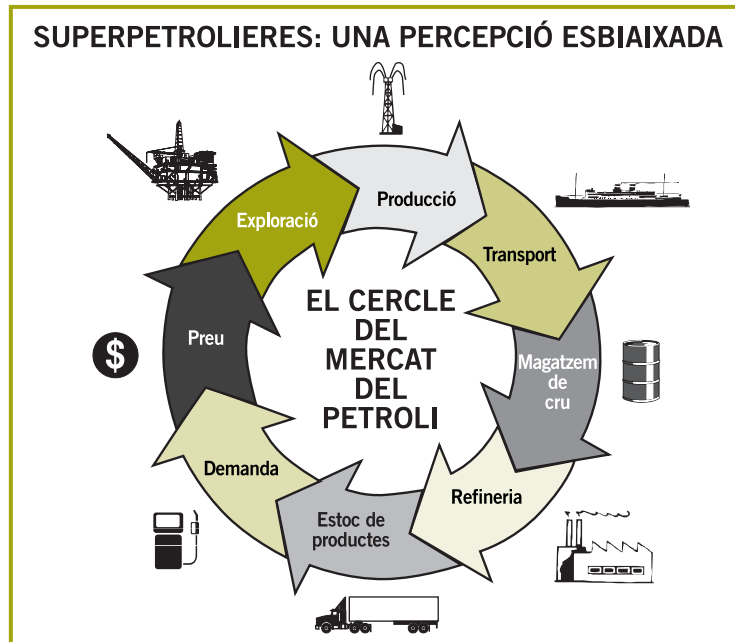 SUPERPETROLIERES: UNA PERCEPCIÓ ESBIAIXADA
Exploració
Producció
Transport
EL CERCLE
DEL
MERCAT
DEL
PETROLI
Preu
$
Magatzem
de
cru
Demanda
Refineria
Estoc de
productes